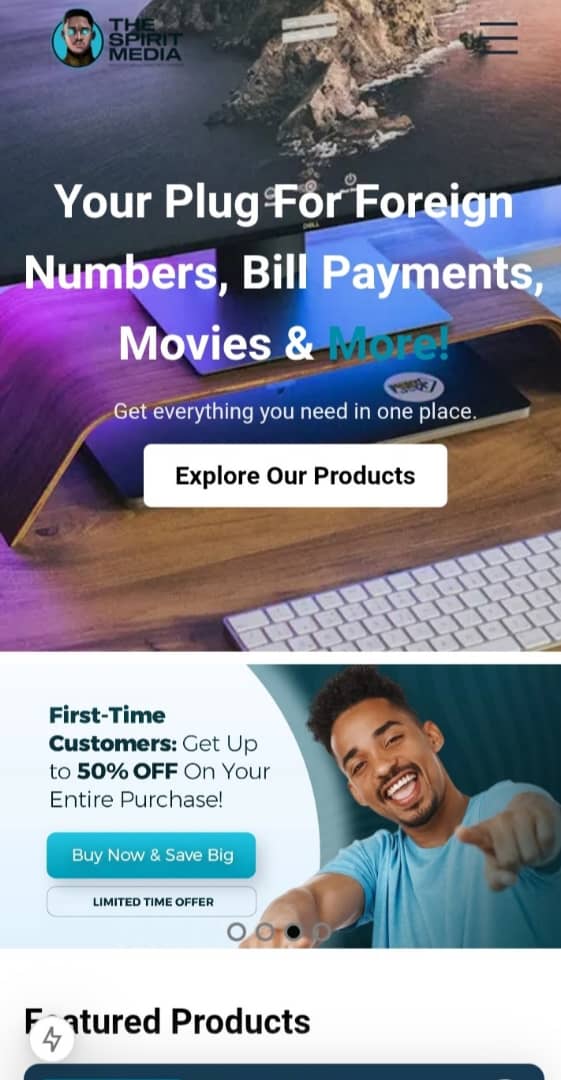 THE
SPIRIT
MEDIA
Your Plug For Foreign
Numbers, Bill Payments,
Movies & More!
Get everything you need in one place.
Explore Our Products
First-Time
Customers: Get Up
to 50% OFF On Your
Entire Purchase!
Buy Now & Save Big
LIMITED TIME OFFER
Featured Products